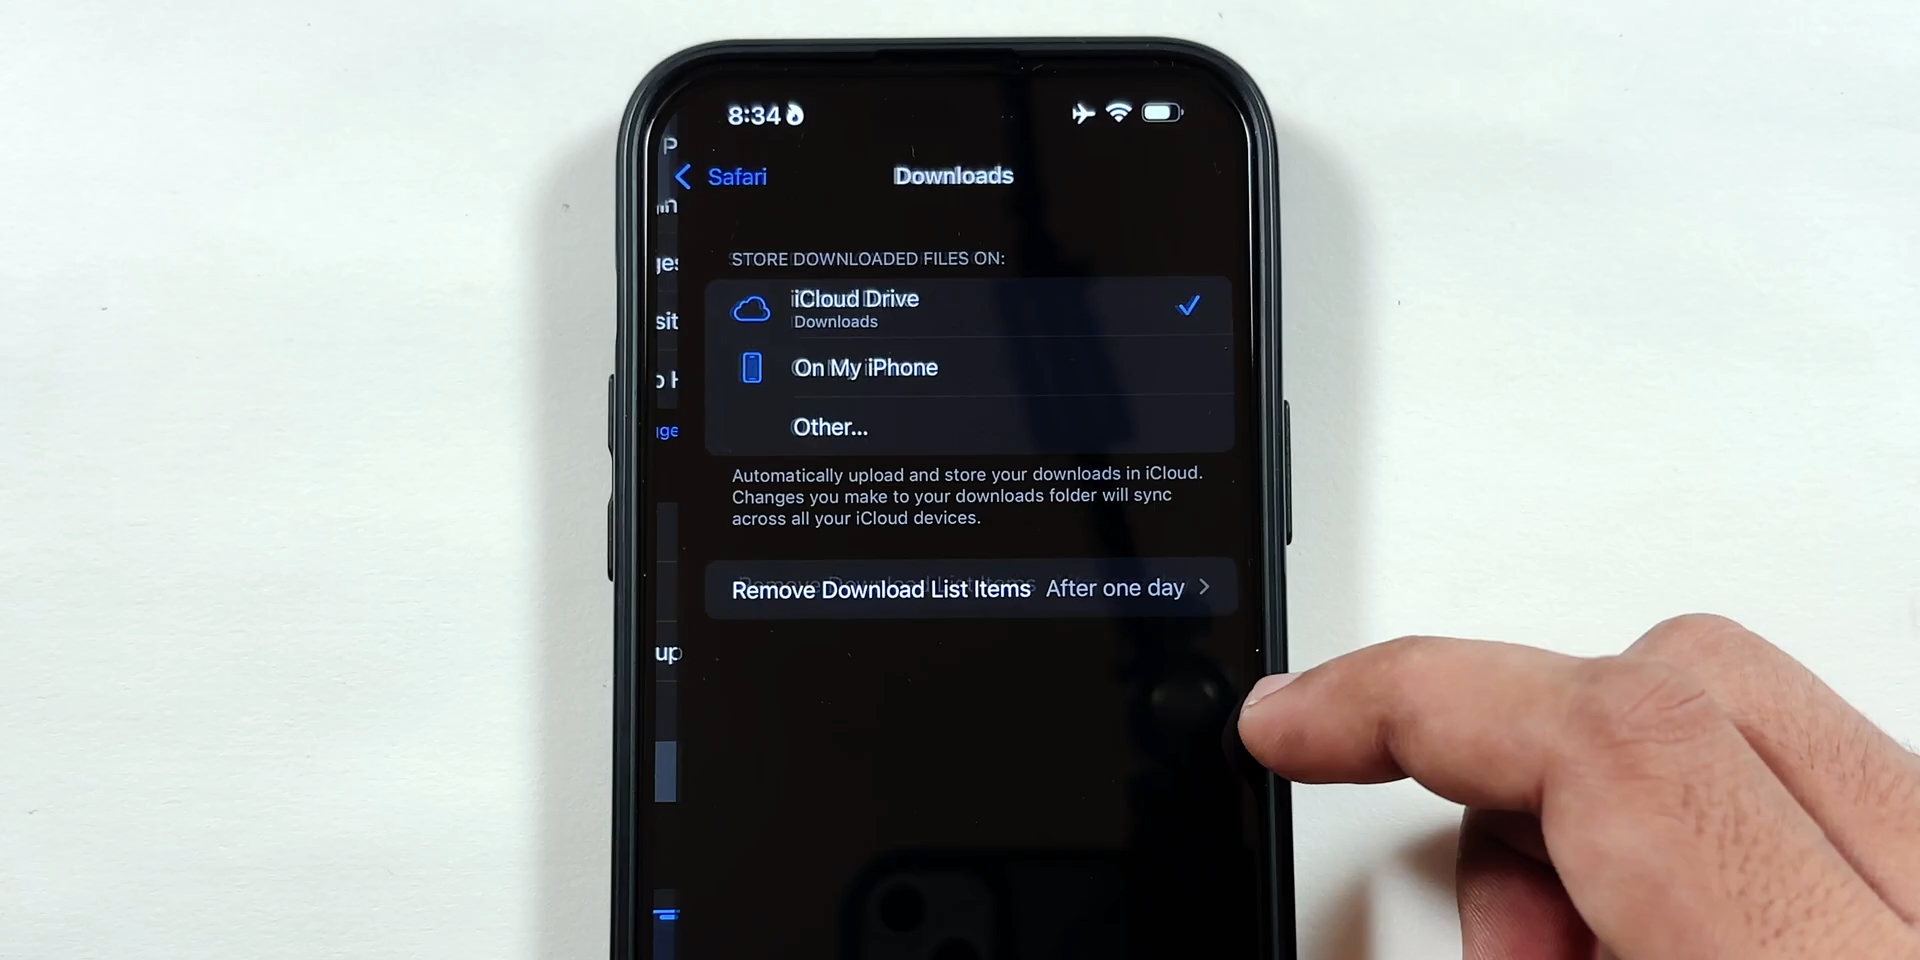 8:34
Safari
Downloads
STORE DOWNLOADED FILES ON:
iCloud Drive
Downloads
On My iPhone
Other...
Automatically upload and store your downloads in iCloud.
Changes you make to your downloads folder will sync
across all your iCloud devices.
Remove Download List Items After one day
up